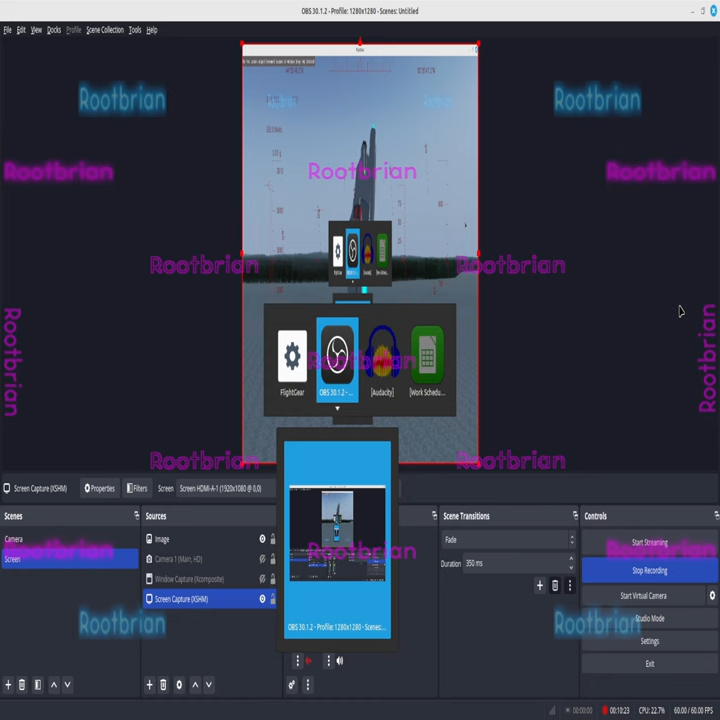 OBS 30.1.2 - Profile: 1280x1280 - Scenes: Untitled
File Edit View Docks Profile Scene Collection Tools Help
Rootbrian Rootbrian
Rootbrian Rootbrian Rootbrian
Rootbrian Rootbrian
Rootbrian Rootbrian
Rootbrian
FlightGear OBS 30.1.2 - ... [Audacity] [Work Schedu...
Rootbrian Rootbrian
Screen Capture (XSHM) Properties Filters Screen Screen HDMI-A-1 (1920x1080 @ 0,0)
Scenes Sources Scene Transitions Controls
Camera Image Fade Start Streaming
Rootbrian Rootbrian Rootbrian
Screen Camera 1 (Main, HD) Duration 350 ms Stop Recording
Window Capture (Xcomposite) Start Virtual Camera
Screen Capture (XSHM)
Rootbrian Rootbrian
Studio Mode
OBS 30.1.2 - Profile: 1280x1280 - Scenes:...
Settings
Exit
00:00:00 00:10:23 CPU: 22.7% 60.00 / 60.00 FPS